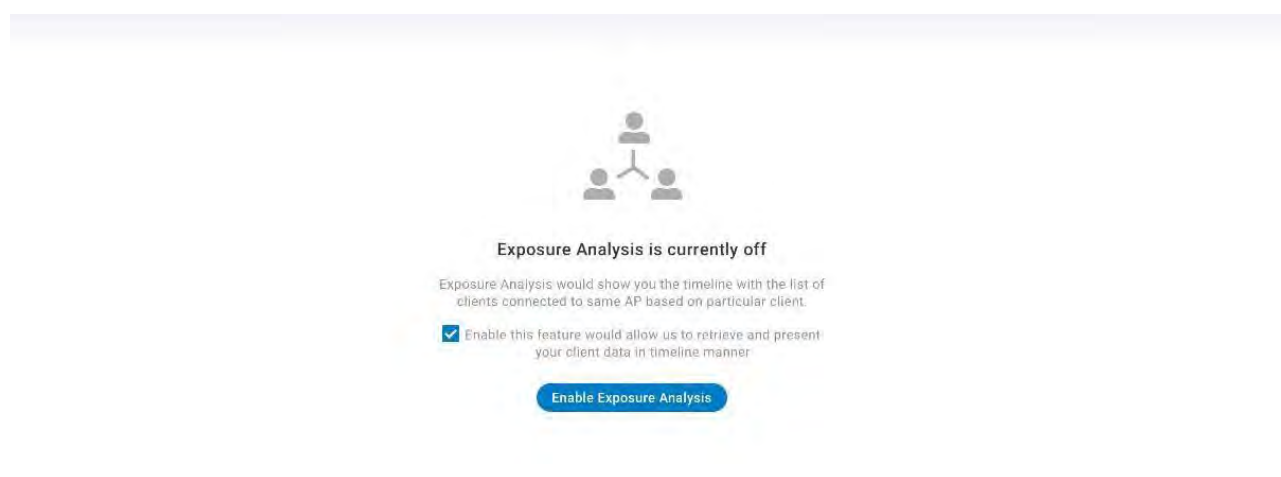 Exposure Analysis is currently off
Exposure Analysis would show you the timeline with the list of
clients connected to same AP based on particular client.
Enable this feature would allow us to retrieve and present
your client data in timeline manner
Enable Exposure Analysis